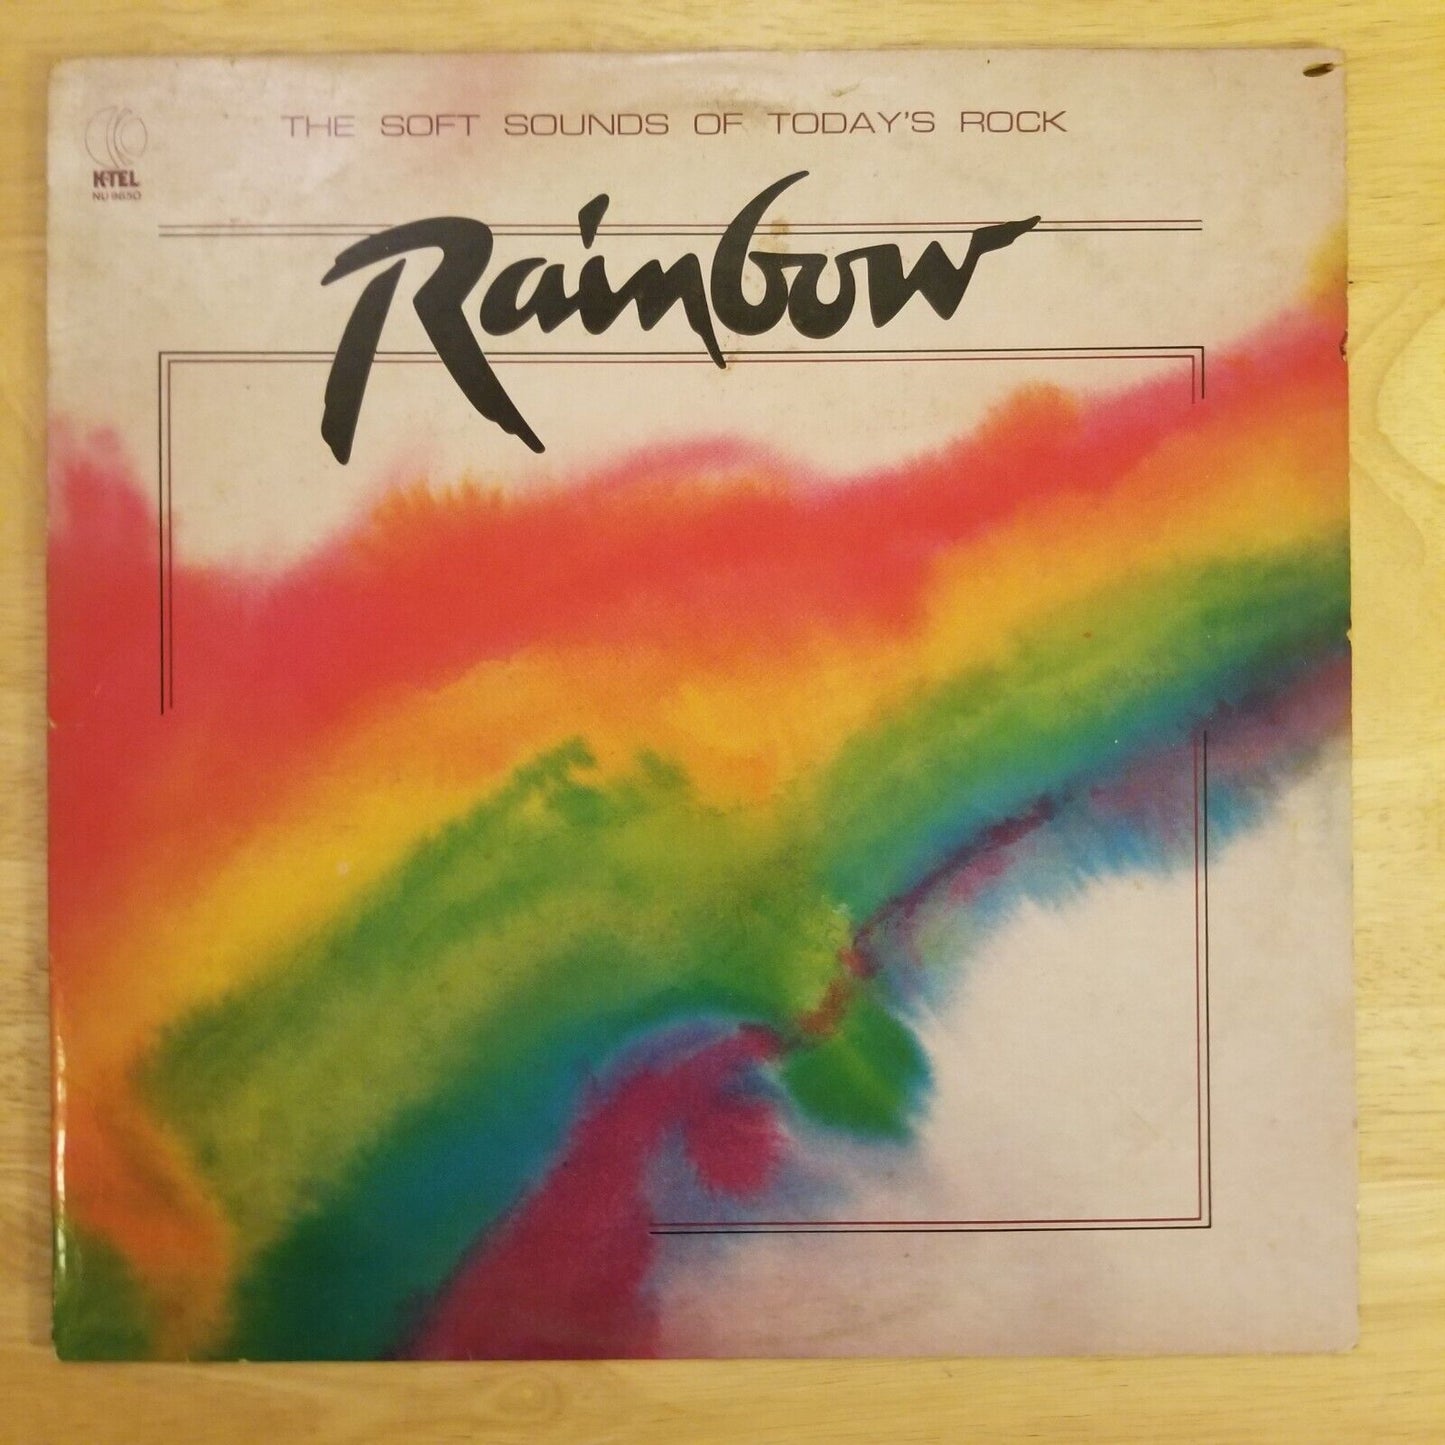 THE SOFT SOUNDS OF TODAY'S ROCK
K-TEL
NU 9650
Rainbow